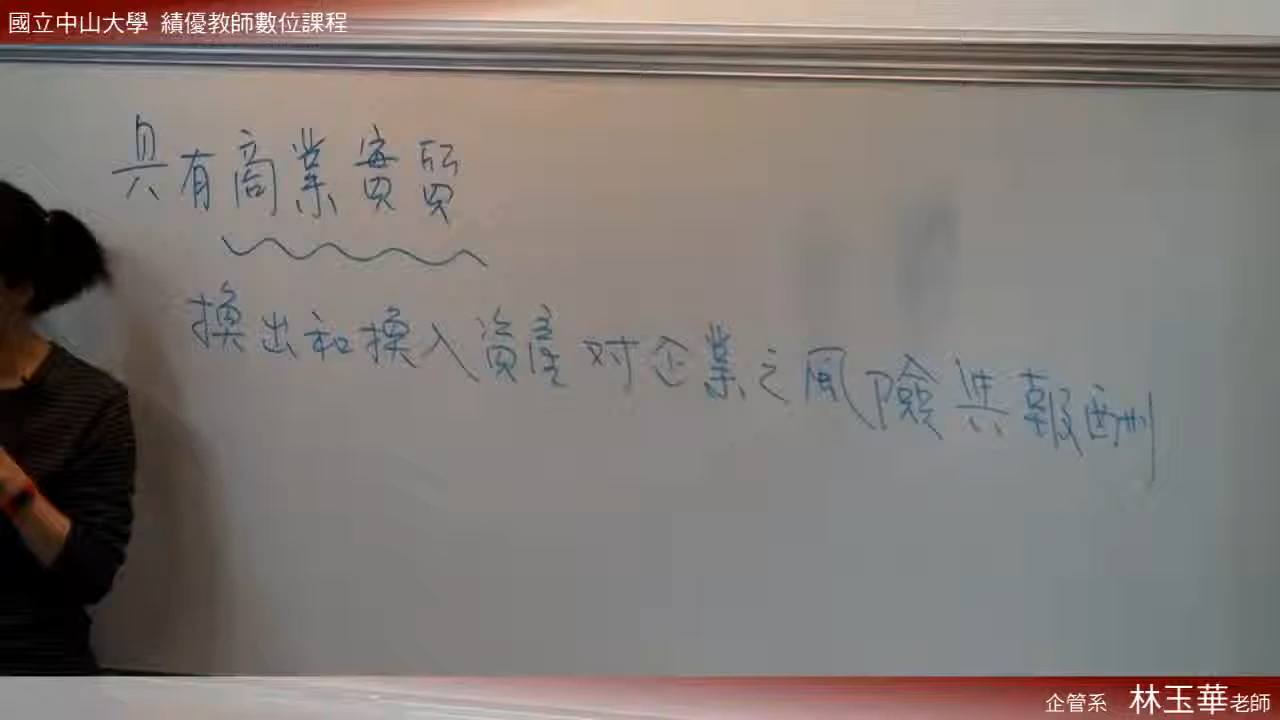 國立中山大學 績優教師數位課程
具有商業實質
換出和換入資產对企業之風險與報酬
企管系 林玉華老師